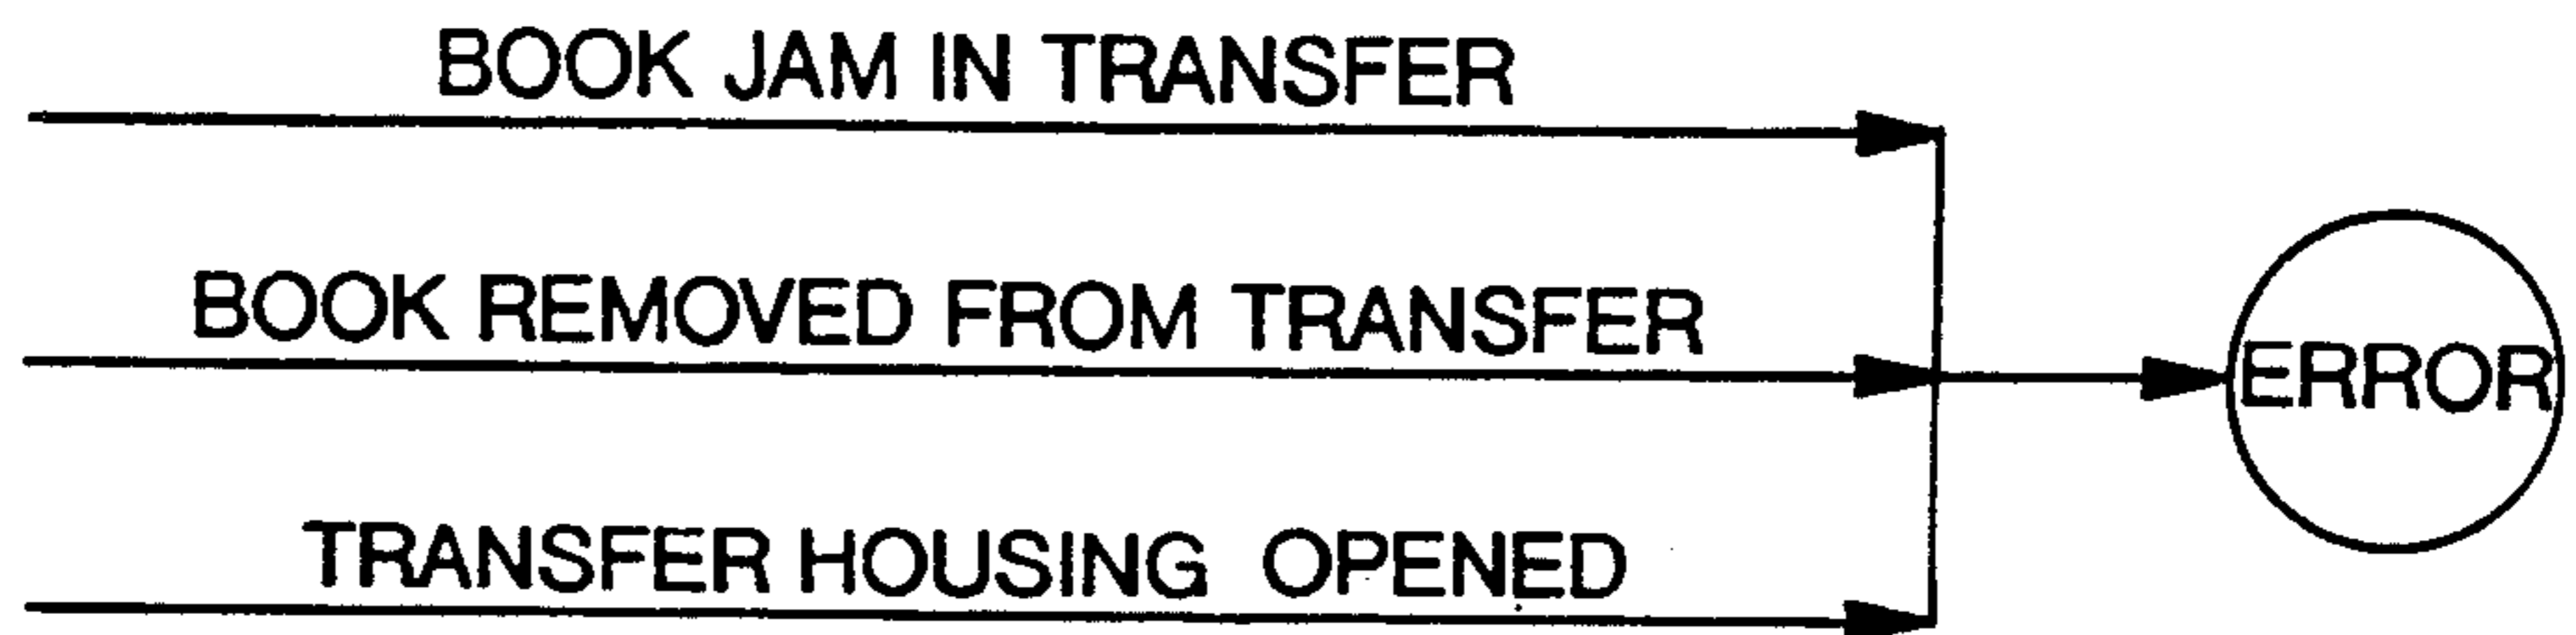 BOOK JAM IN TRANSFER
BOOK REMOVED FROM TRANSFER
ERROR
TRANSFER HOUSING OPENED